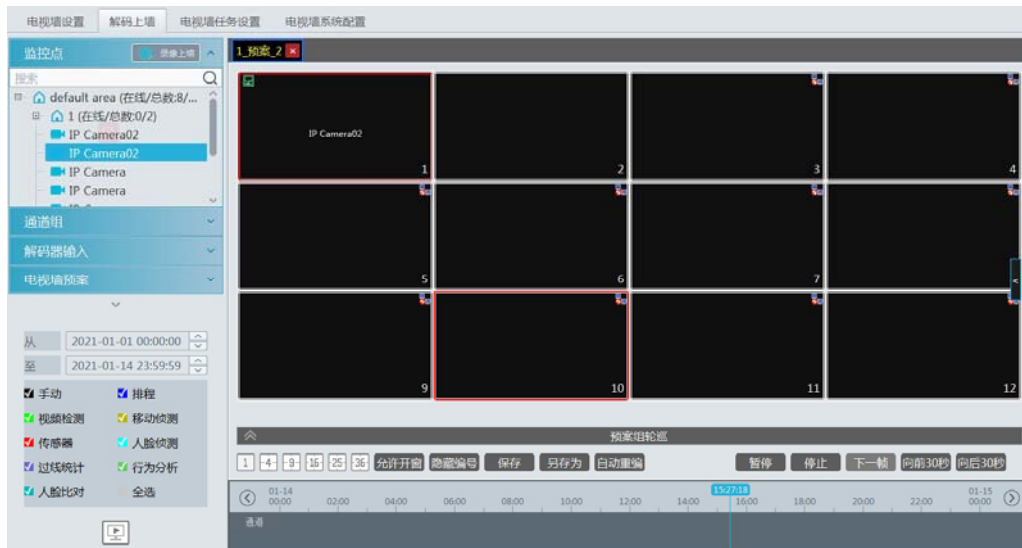 电视墙设置 解码上墙 电视墙任务设置 电视墙系统配置
监控点 录像上墙
1_预案_2
搜索
default area (在线/总数:8/...
1 (在线/总数:0/2)
IP Camera02
IP Camera02
IP Camera
IP Camera
通道组
解码器输入
电视墙预案
IP Camera02
1 2 3 4
5 6 7
9 10 11 12
从 2021-01-01 00:00:00
至 2021-01-14 23:59:59
手动 排程
视频检测 移动侦测
传感器 人脸侦测
过线统计 行为分析
人脸比对 全选
预案组轮巡
1 4 9 16 25 36 允许开窗 隐藏编号 保存 另存为 自动重编 暂停 停止 下一帧 向前30秒 向后30秒
01-14 15:27:18 01-15
00:00 02:00 04:00 06:00 08:00 10:00 12:00 14:00 16:00 18:00 20:00 22:00 00:00
通道